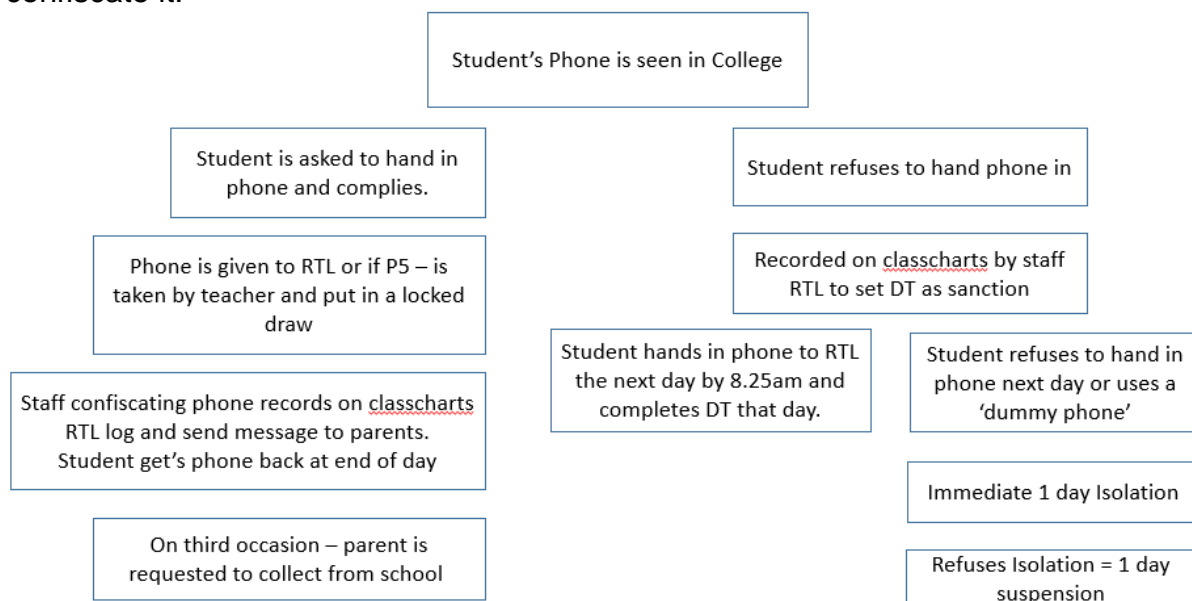 confiscate it.
Student's Phone is seen in College
Student is asked to hand in
phone and complies.
Student refuses to hand phone in
Phone is given to RTL or if P5 – is
taken by teacher and put in a locked
draw
Recorded on classcharts by staff
RTL to set DT as sanction
Student hands in phone to RTL
the next day by 8.25am and
completes DT that day.
Student refuses to hand in
phone next day or uses a
‘dummy phone’
Staff confiscating phone records on classcharts
RTL log and send message to parents.
Student get's phone back at end of day
Immediate 1 day Isolation
On third occasion – parent is
requested to collect from school
Refuses Isolation = 1 day
suspension